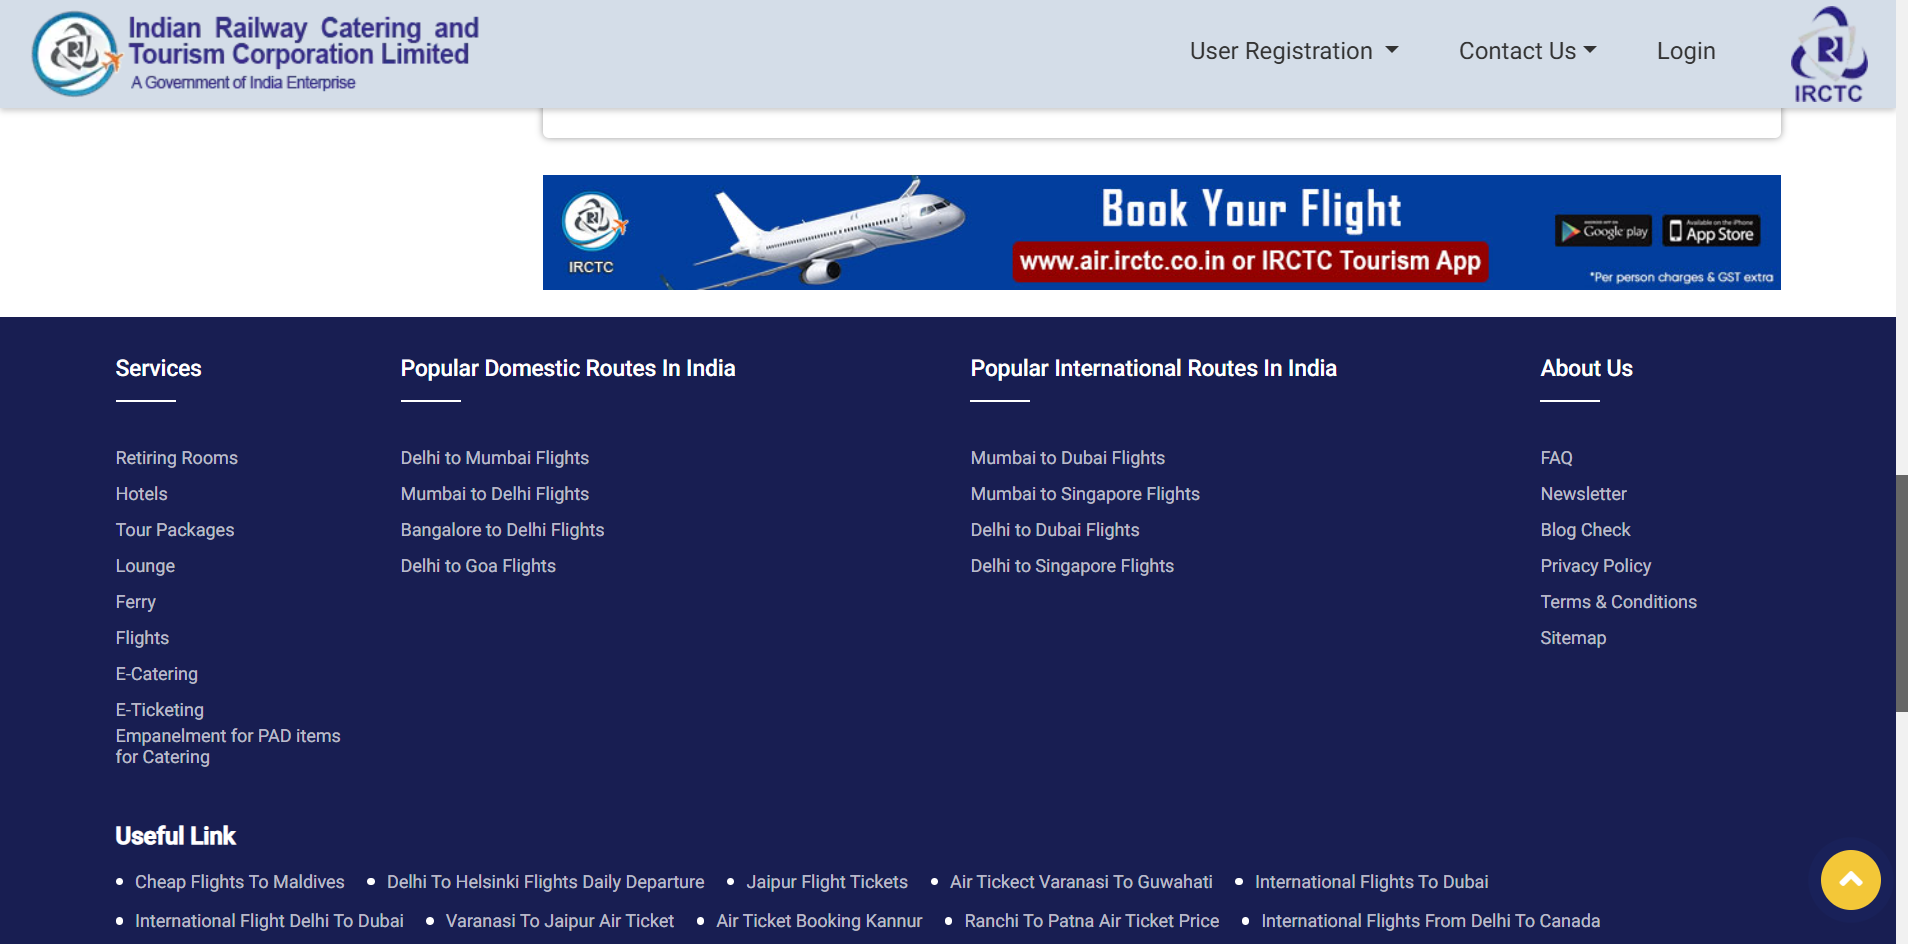 Indian Railway Catering and
Tourism Corporation Limited
A Government of India Enterprise
User Registration
Contact Us
Login
IRCTC
IRCTC
Book Your Flight
www.air.irctc.co.in or IRCTC Tourism App
Google play
Available on the iPhone
App Store
*Per person charges & GST extra
Services
Retiring Rooms
Hotels
Tour Packages
Lounge
Ferry
Flights
E-Catering
E-Ticketing
Empanelment for PAD items
for Catering
Popular Domestic Routes In India
Delhi to Mumbai Flights
Mumbai to Delhi Flights
Bangalore to Delhi Flights
Delhi to Goa Flights
Popular International Routes In India
Mumbai to Dubai Flights
Mumbai to Singapore Flights
Delhi to Dubai Flights
Delhi to Singapore Flights
About Us
FAQ
Newsletter
Blog Check
Privacy Policy
Terms & Conditions
Sitemap
Useful Link
Cheap Flights To Maldives
Delhi To Helsinki Flights Daily Departure
Jaipur Flight Tickets
Air Tickect Varanasi To Guwahati
International Flights To Dubai
International Flight Delhi To Dubai
Varanasi To Jaipur Air Ticket
Air Ticket Booking Kannur
Ranchi To Patna Air Ticket Price
International Flights From Delhi To Canada